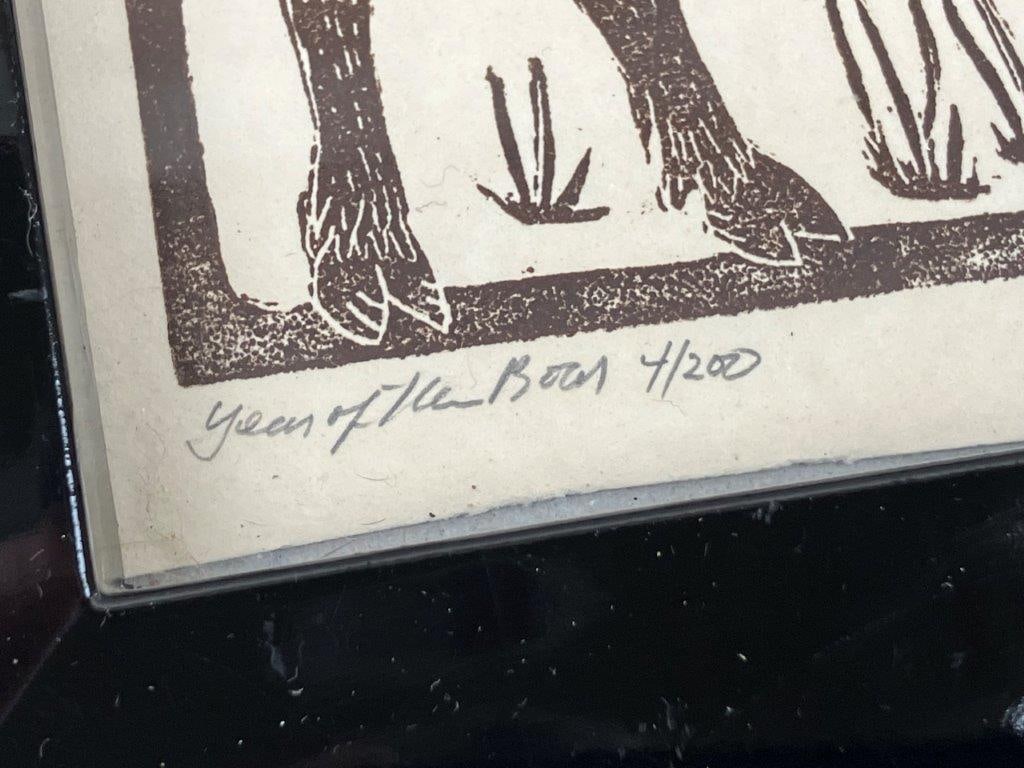 Year of the Boar 4/200